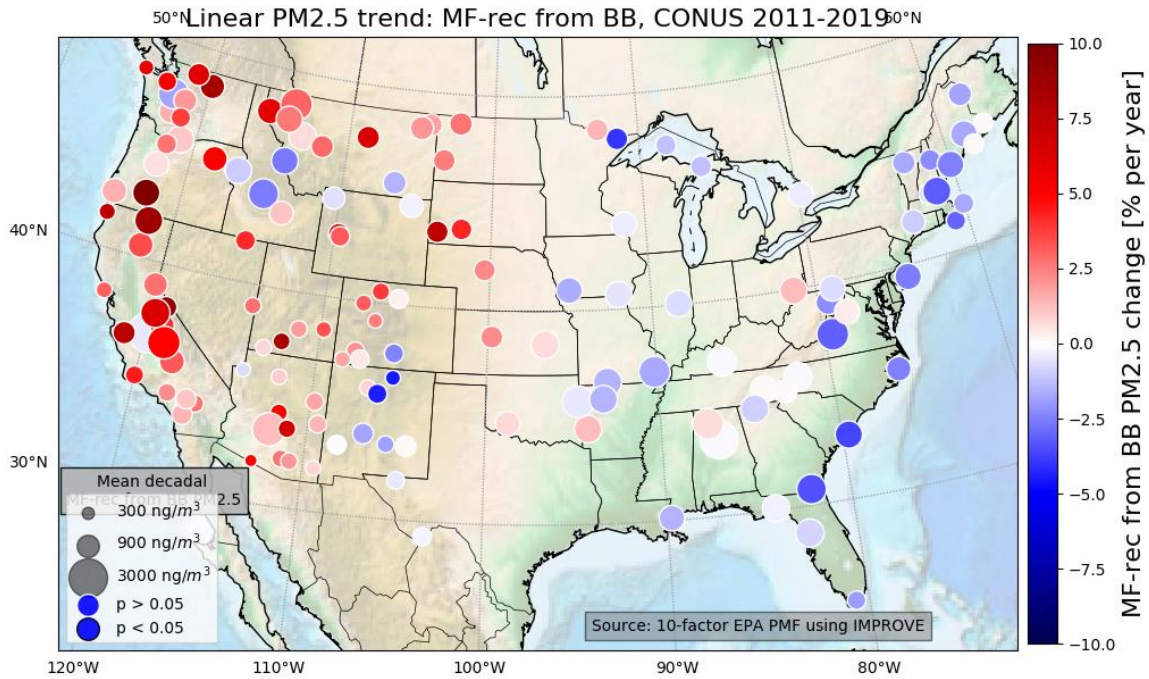 50°N Linear PM2.5 trend: MF-rec from BB, CONUS 2011-2019 50°N
40°N
30°N
Mean decadal
MF-rec from BB PM2.5
300 ng/m³
900 ng/m³
3000 ng/m³
p > 0.05
p < 0.05
Source: 10-factor EPA PMF using IMPROVE
120°W 110°W 100°W 90°W 80°W
10.0
7.5
5.0
2.5
0.0
−2.5
−5.0
−7.5
−10.0
MF-rec from BB PM2.5 change [% per year]